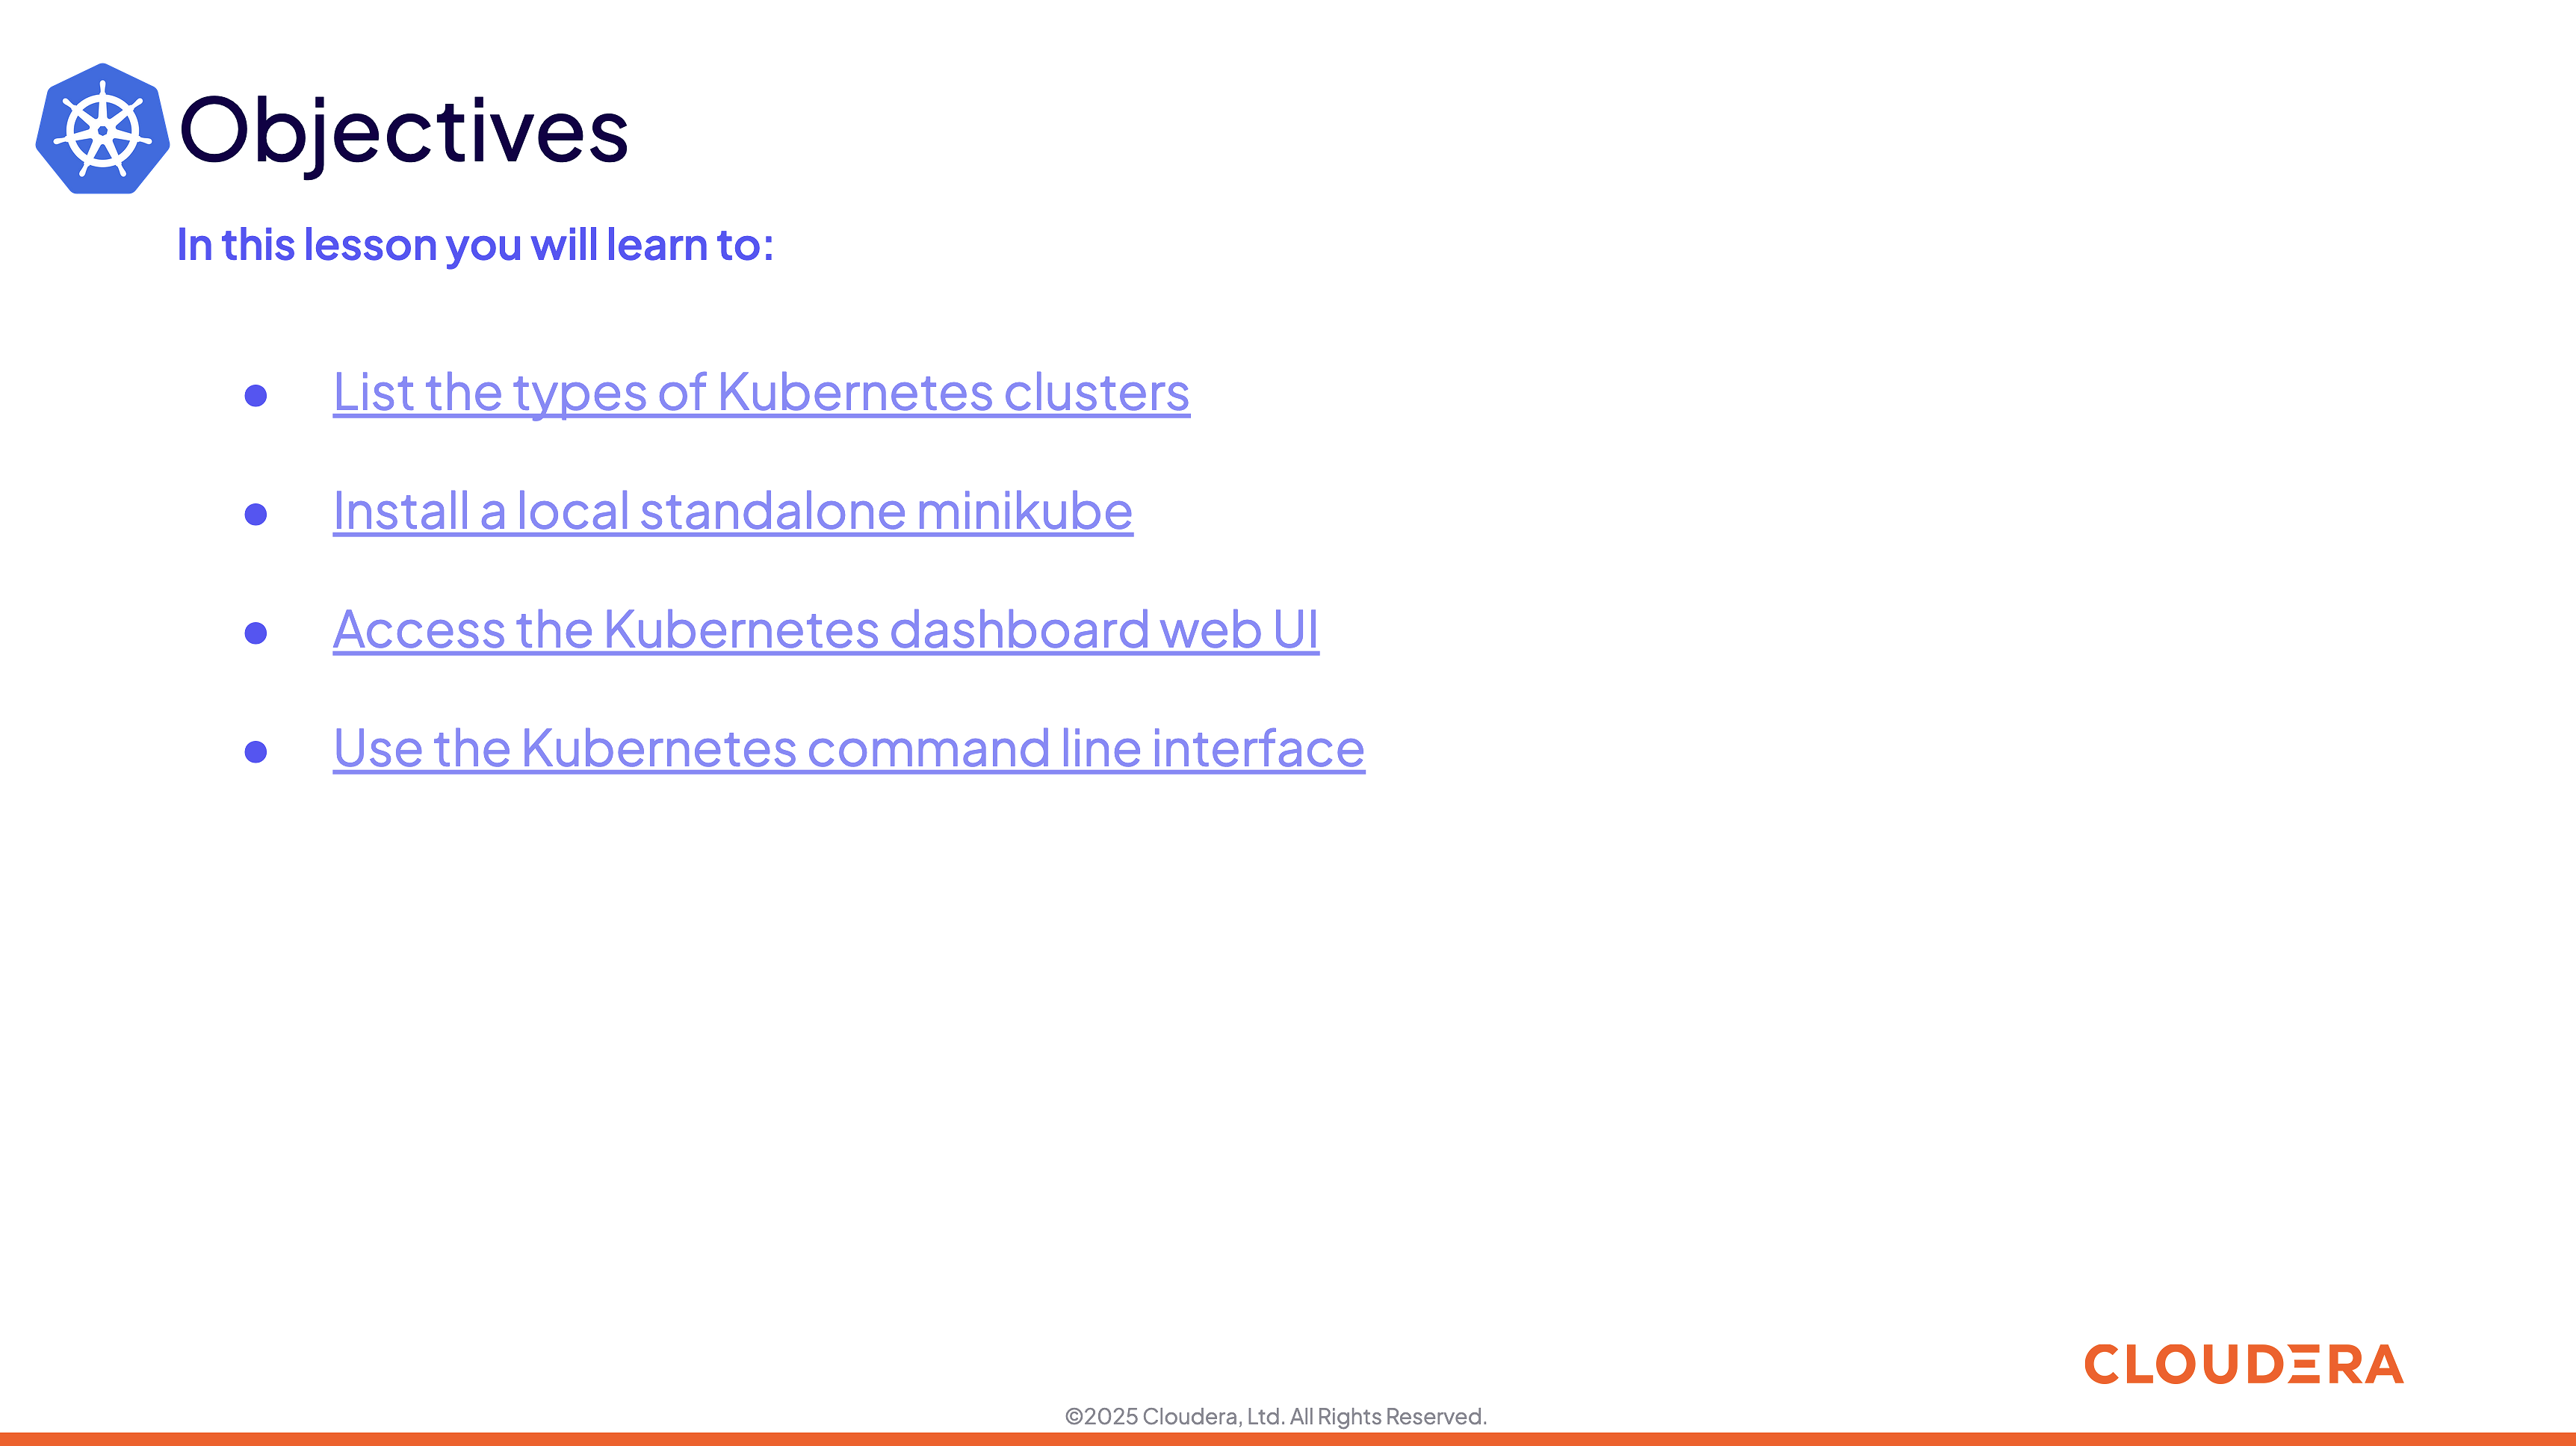 Objectives
In this lesson you will learn to:
● List the types of Kubernetes clusters
● Install a local standalone minikube
● Access the Kubernetes dashboard web UI
● Use the Kubernetes command line interface
CLOUDERA
©2025 Cloudera, Ltd. All Rights Reserved.